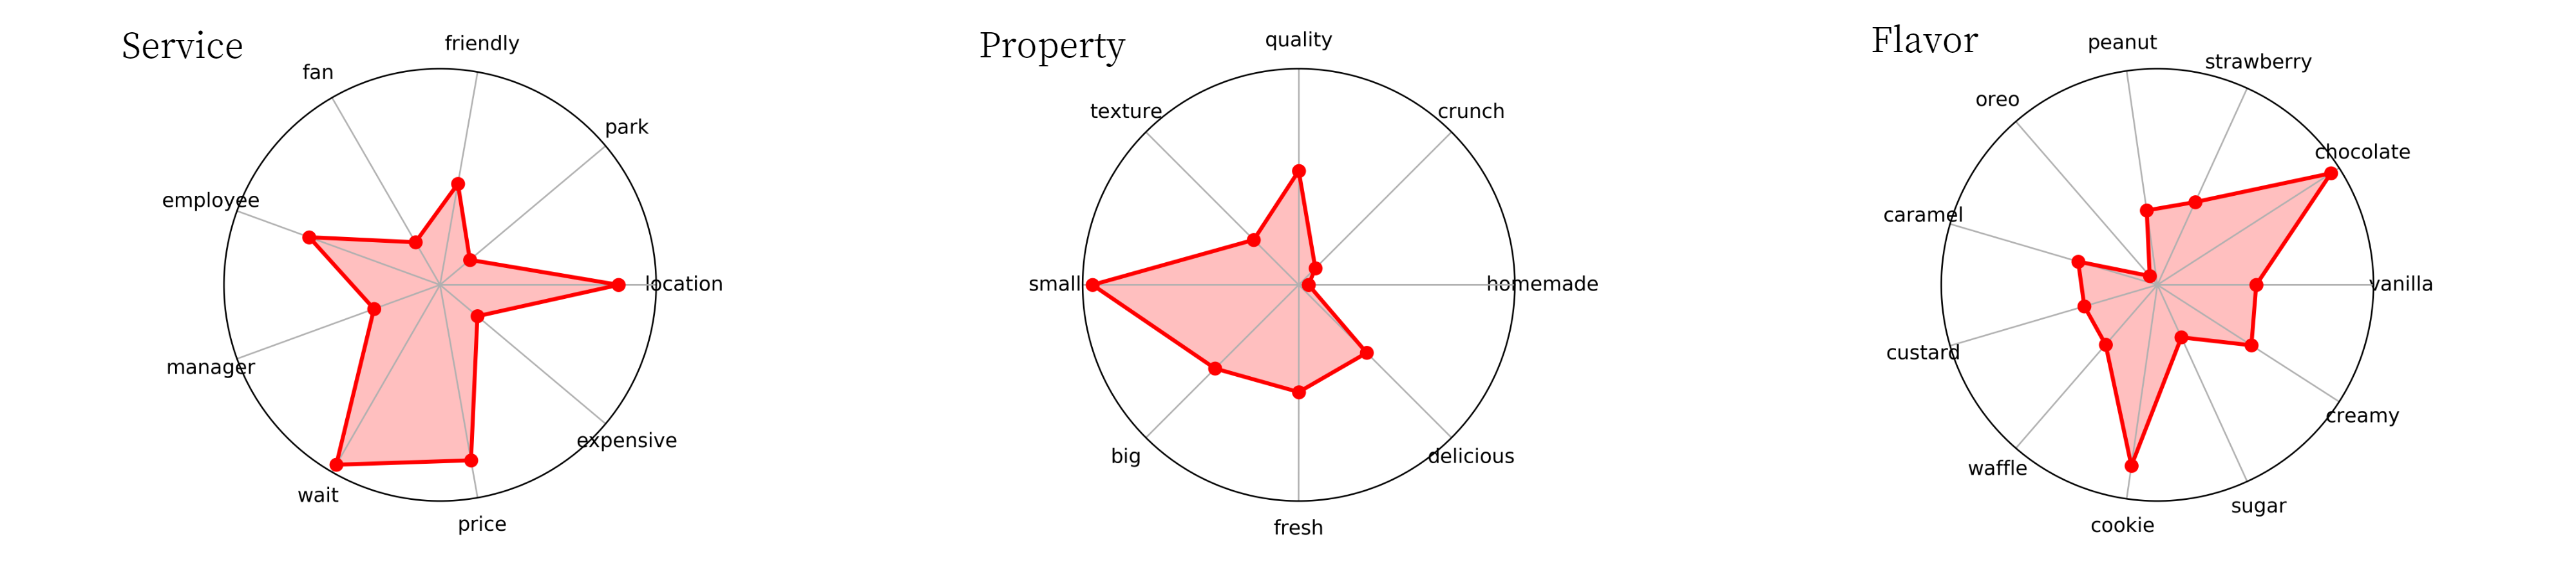 Service
friendly
fan
park
employee
location
manager
expensive
wait
price
Property
quality
texture
crunch
small
homemade
big
delicious
fresh
Flavor
peanut
strawberry
oreo
chocolate
caramel
vanilla
custard
creamy
waffle
sugar
cookie